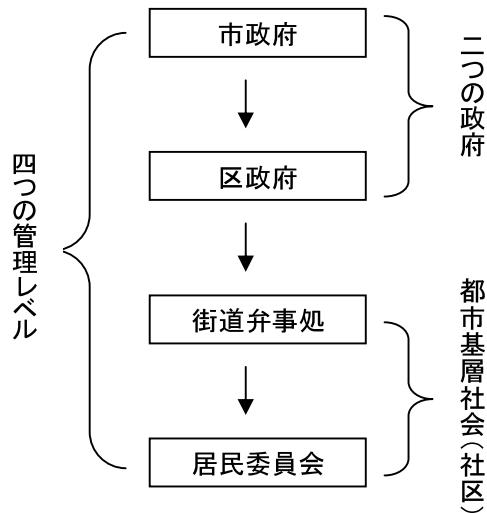 市政府
区政府
街道弁事処
居民委員会
四つの管理レベル
二つの政府
都市基層社会(社区)